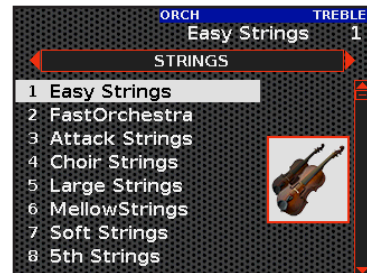 ORCH TREBLE
Easy Strings 1
STRINGS
1 Easy Strings
2 FastOrchestra
3 Attack Strings
4 Choir Strings
5 Large Strings
6 MellowStrings
7 Soft Strings
8 5th Strings